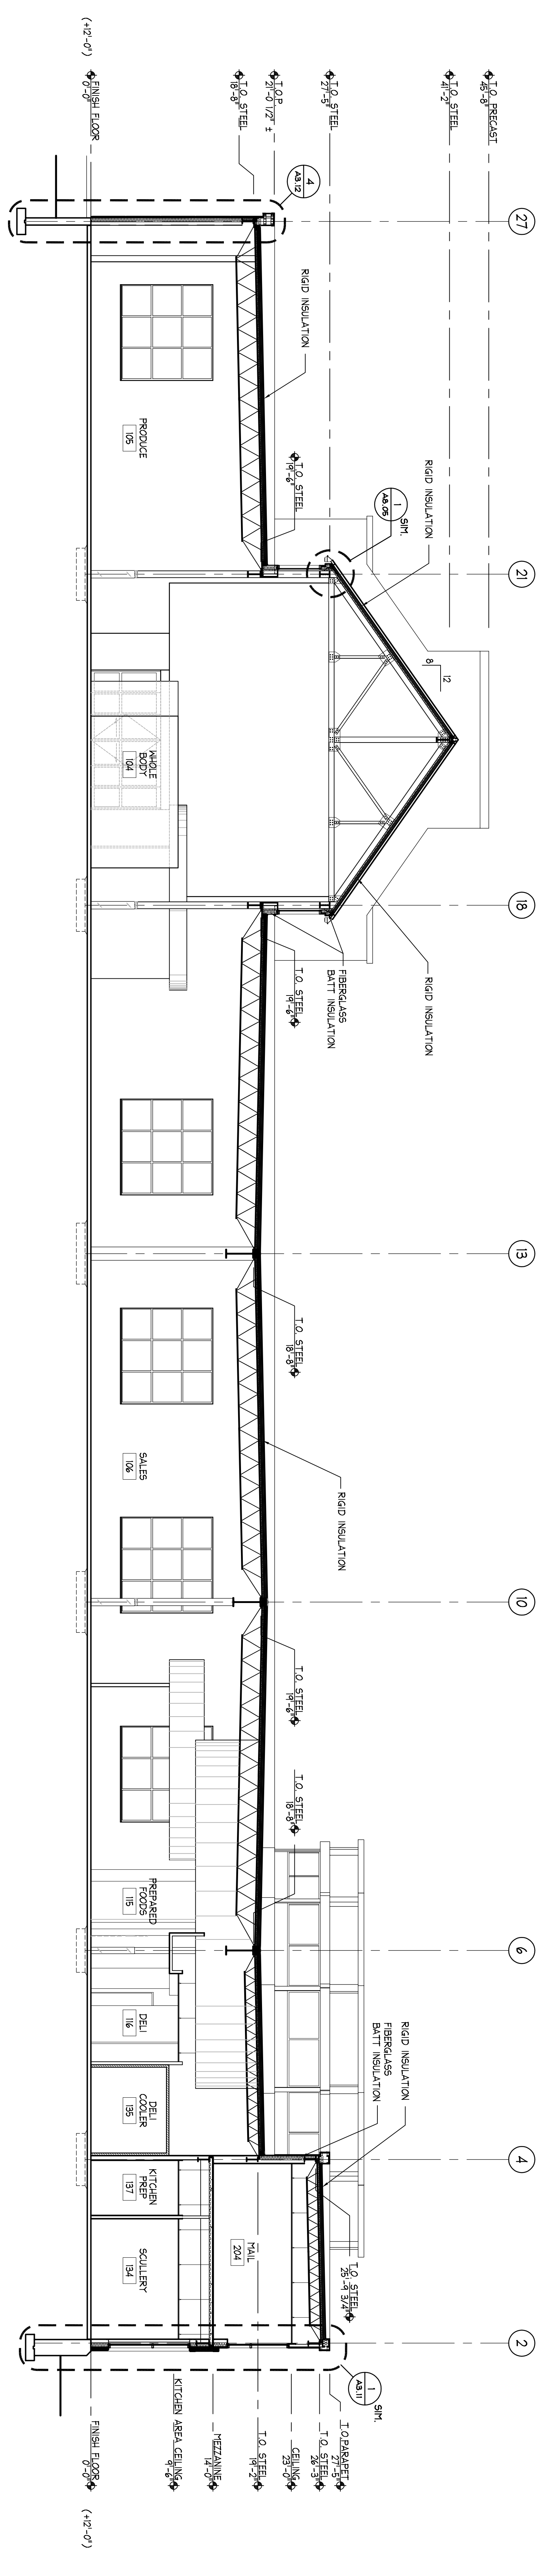 T.O. PRECAST
45'-8"
T.O. STEEL
41'-2"
T.O. STEEL
27'-5"
T.O.P.
21'-0 1/2" ±
T.O. STEEL
18'-8"
FINISH FLOOR
0'-0"
(+12'-0")
27
21
18
13
10
6
4
2
4
A3.12
RIGID INSULATION
T.O. STEEL
19'-6"
RIGID INSULATION
1
A8.05
SIM.
12
8
RIGID INSULATION
FIBERGLASS
BATT INSULATION
T.O. STEEL
19'-6"
T.O. STEEL
18'-8"
RIGID INSULATION
T.O. STEEL
19'-6"
T.O. STEEL
18'-8"
RIGID INSULATION
FIBERGLASS
BATT INSULATION
T.O. STEEL
25'-9 3/4"
PRODUCE
105
WHOLE
BODY
104
SALES
106
PREPARED
FOODS
115
DELI
116
DELI
COOLER
135
KITCHEN
PREP
137
SCULLERY
134
MAIL
204
1
A3.11
SIM.
T.O.PARAPET
27'-5"
T.O. STEEL
26'-3"
CEILING
23'-0"
T.O. STEEL
19'-2"
MEZZANINE
14'-0"
KITCHEN AREA CEILING
9'-6"
FINISH FLOOR
0'-0"
(+12'-0")